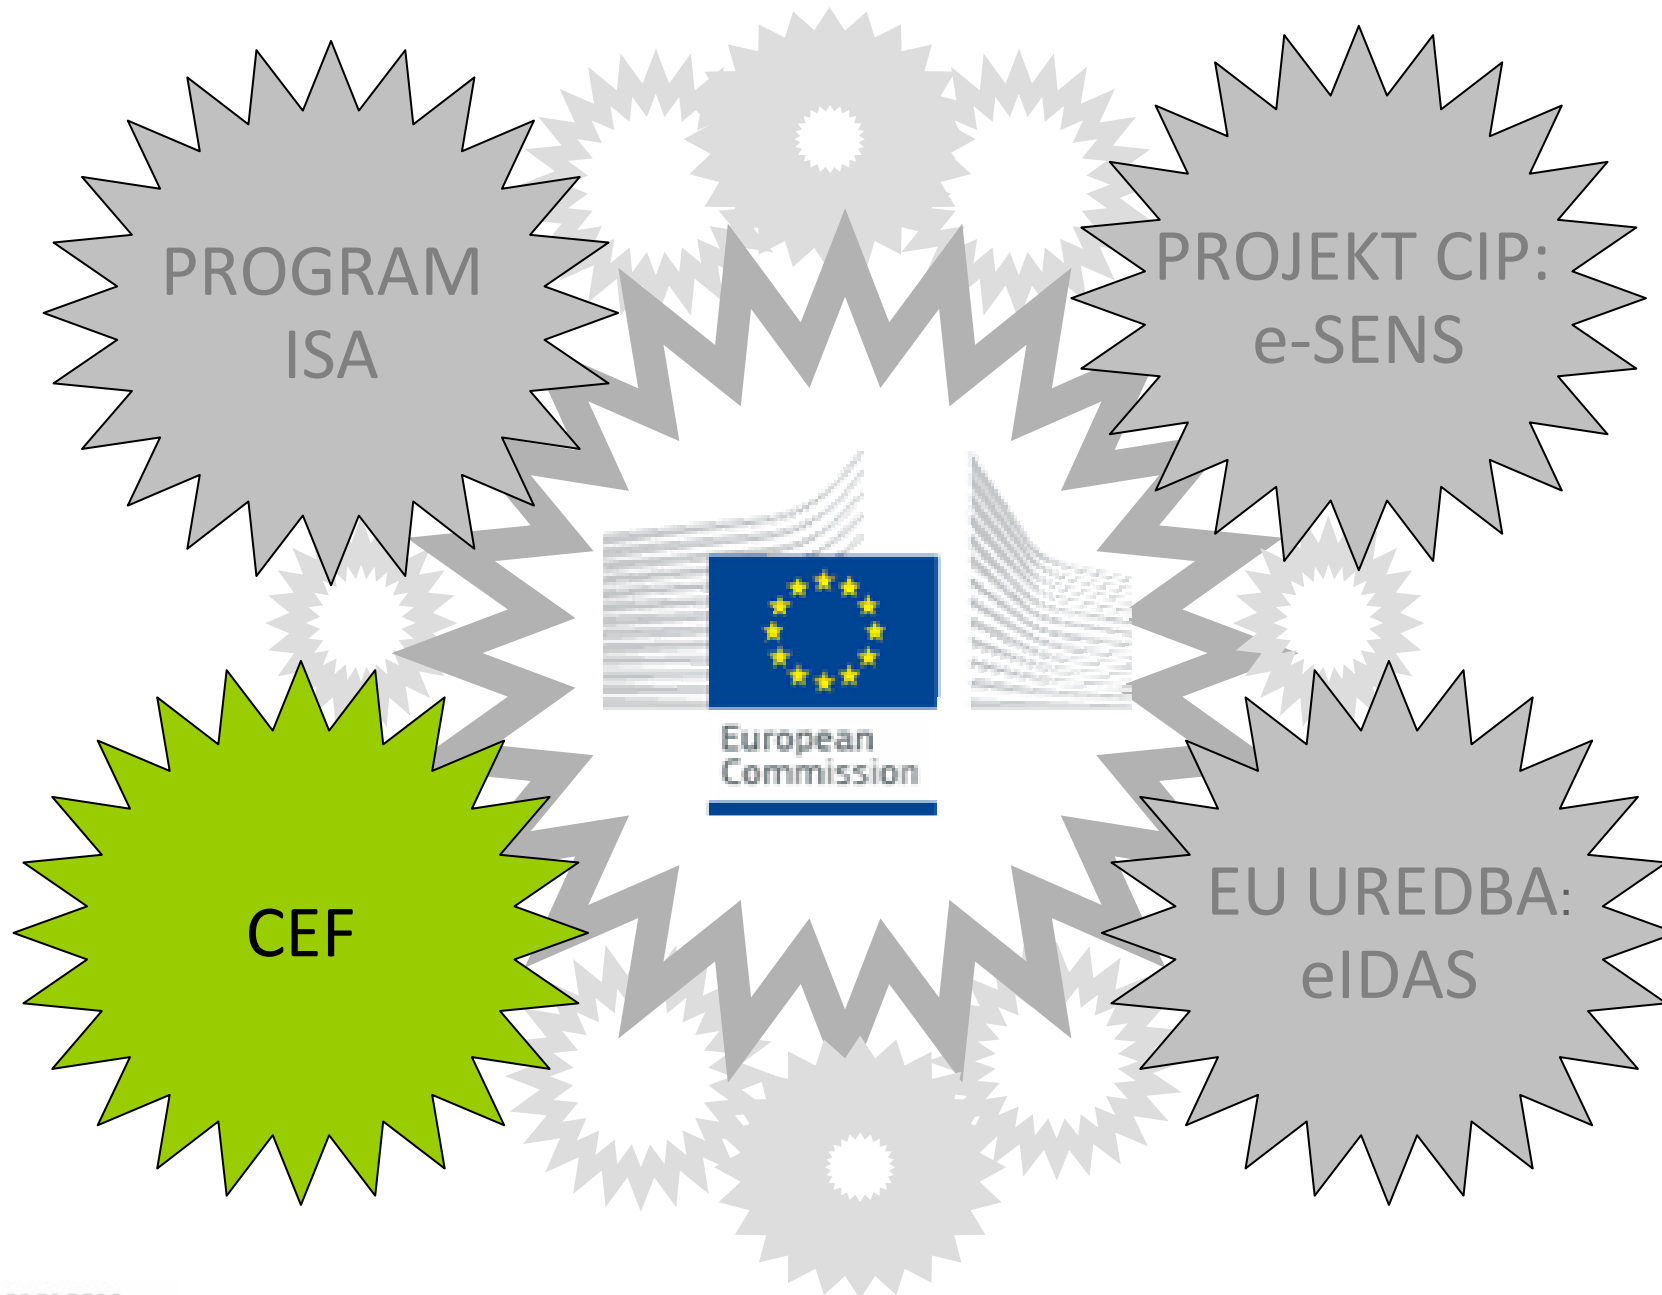 PROGRAM
ISA
PROJEKT CIP:
e-SENS
European
Commission
CEF
EU UREDBA:
eIDAS